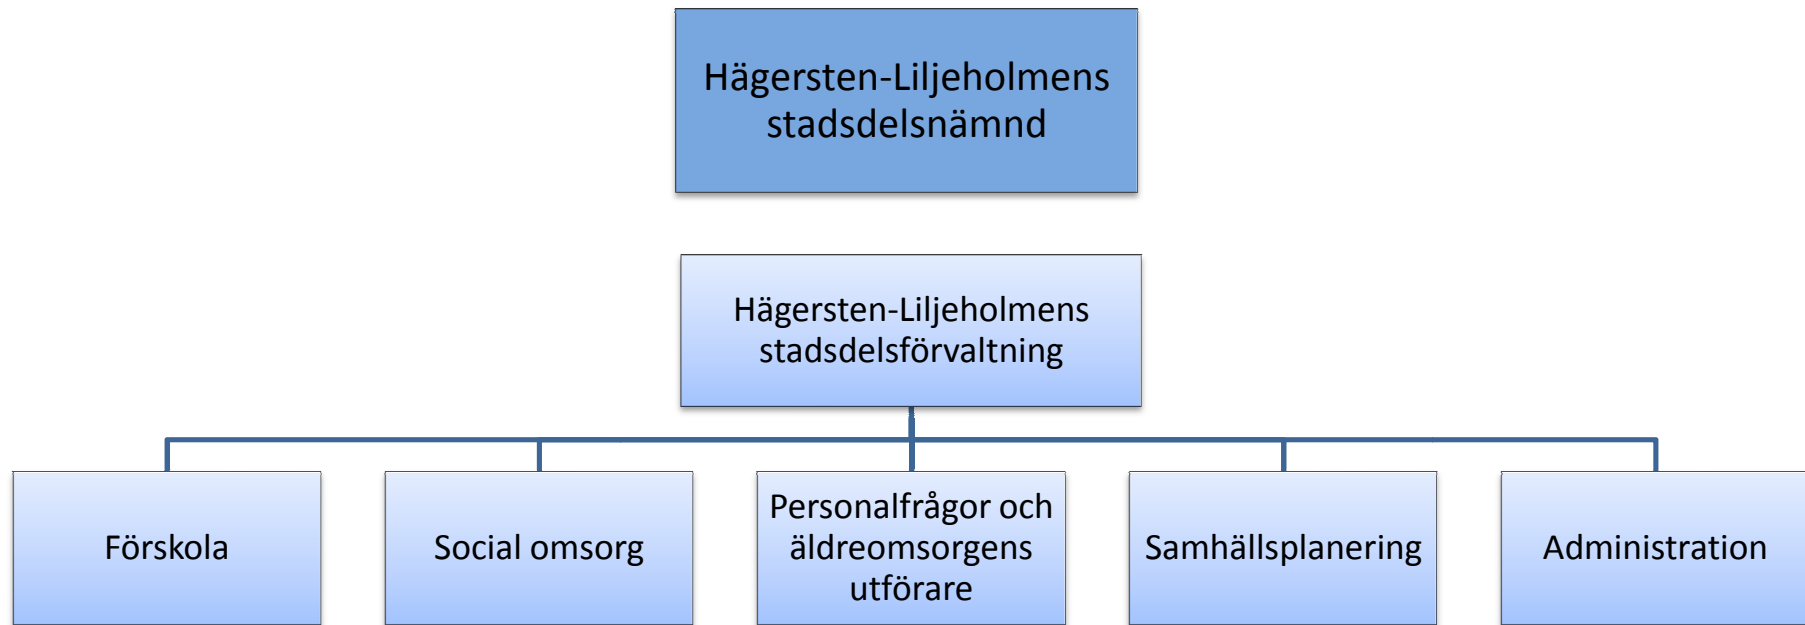 Hägersten-Liljeholmens
stadsdelsnämnd
Hägersten-Liljeholmens
stadsdelsförvaltning
Förskola
Social omsorg
Personalfrågor och
äldreomsorgens
utförare
Samhällsplanering
Administration